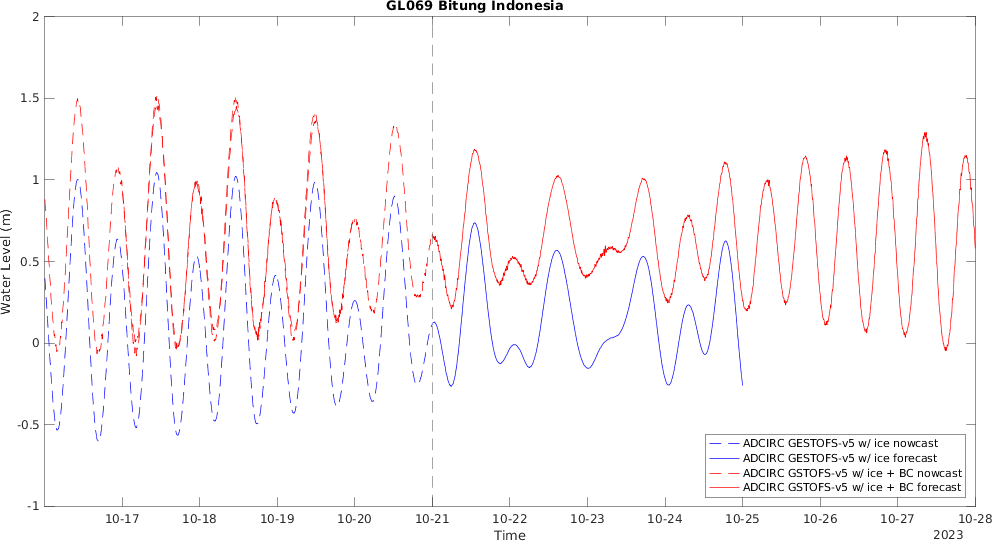 GL069 Bitung Indonesia
2
1.5
1
0.5
0
-0.5
-1
Water Level (m)
ADCIRC GESTOFS-v5 w/ ice nowcast
ADCIRC GESTOFS-v5 w/ ice forecast
ADCIRC GSTOFS-v5 w/ ice + BC nowcast
ADCIRC GSTOFS-v5 w/ ice + BC forecast
10-17 10-18 10-19 10-20 10-21 10-22 10-23 10-24 10-25 10-26 10-27 10-28
Time
2023